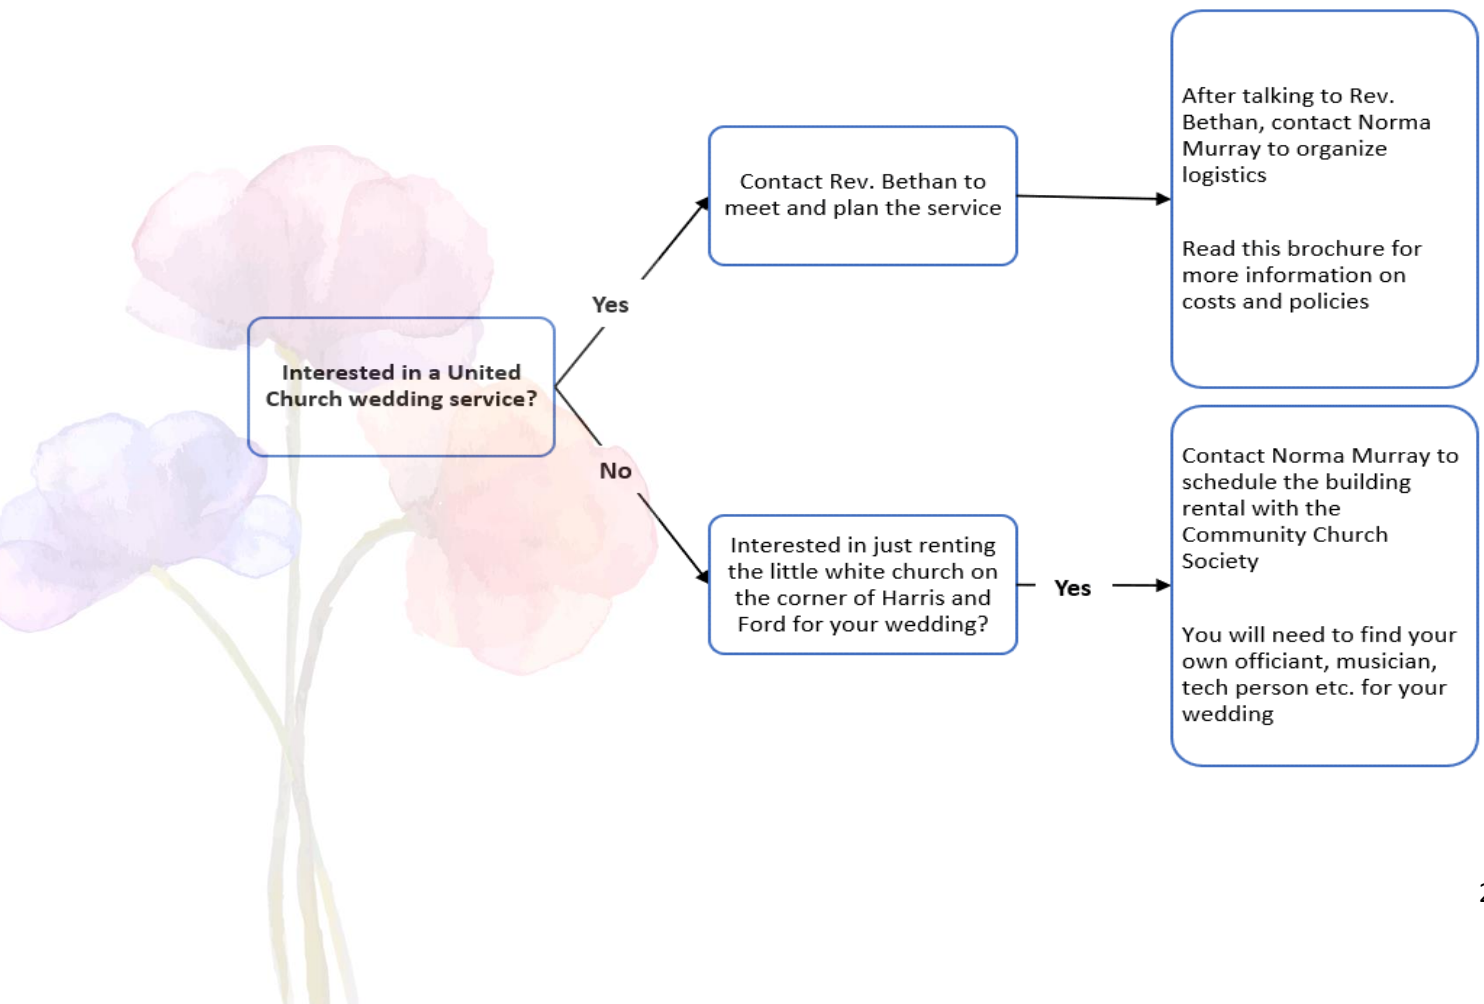 Interested in a United
Church wedding service?
Yes
Contact Rev. Bethan to
meet and plan the service
After talking to Rev.
Bethan, contact Norma
Murray to organize
logistics
Read this brochure for
more information on
costs and policies
No
Interested in just renting
the little white church on
the corner of Harris and
Ford for your wedding?
Yes
Contact Norma Murray to
schedule the building
rental with the
Community Church
Society
You will need to find your
own officiant, musician,
tech person etc. for your
wedding
2